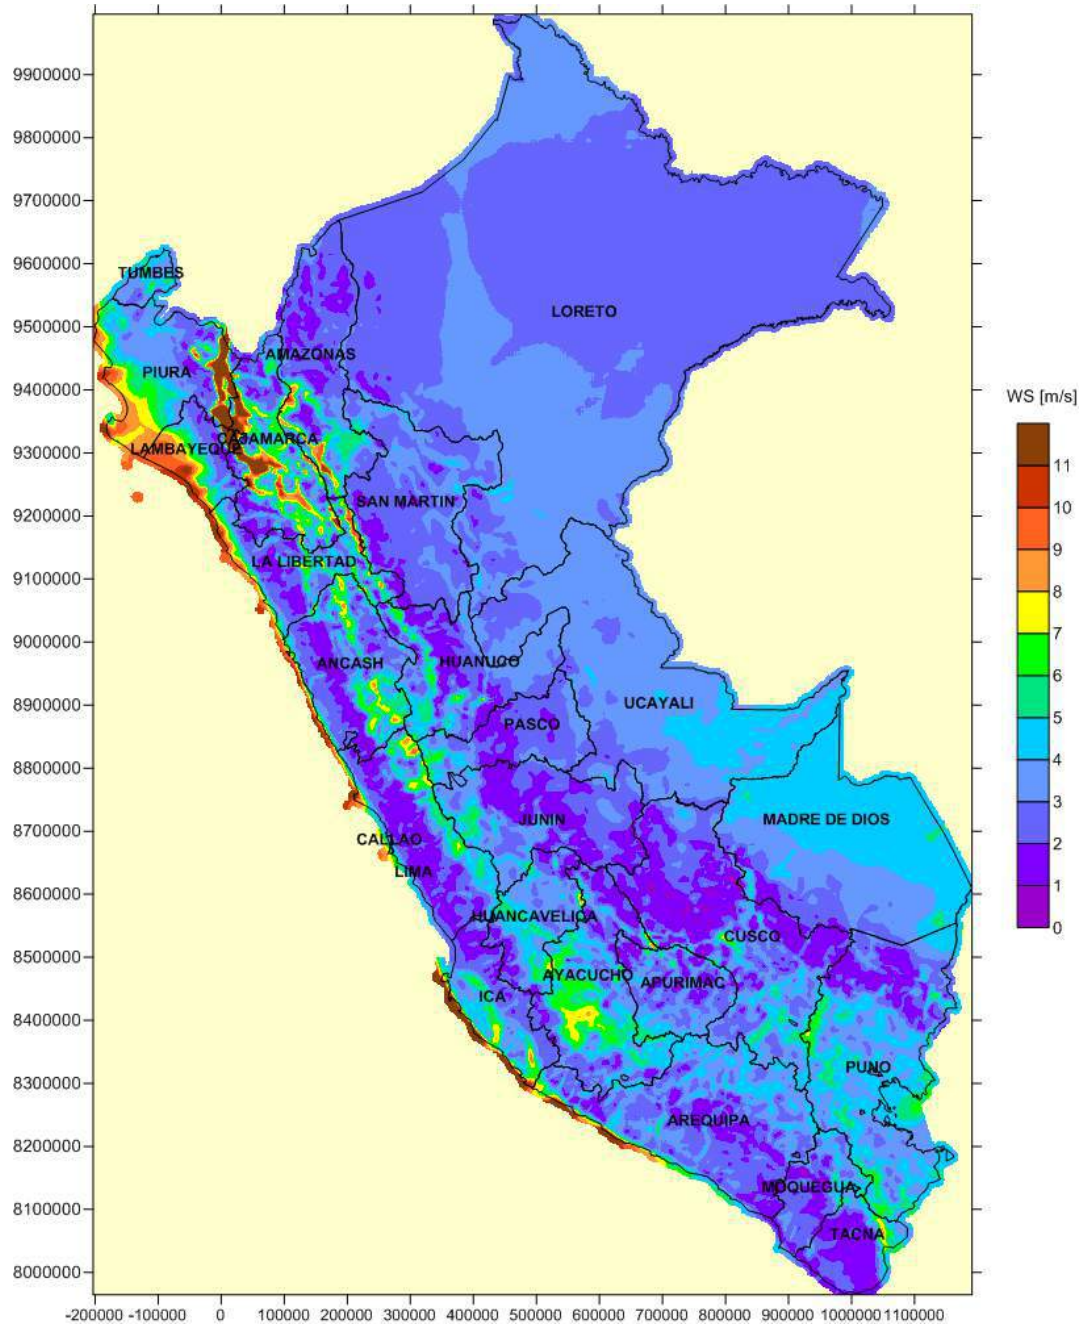 9900000
9800000
9700000
9600000
TUMBES
LORETO
9500000
AMAZONAS
PIURA
9400000
WS [m/s]
CAJAMARCA
LAMBAYEQUE
9300000
11
SAN MARTIN
10
9200000
9
LA LIBERTAD
8
9100000
7
9000000
6
ANCASH
HUANUCO
UCAYALI
5
8900000
PASCO
4
8800000
3
MADRE DE DIOS
JUNIN
8700000
CALLAO
2
LIMA
1
8600000
HUANCAVELICA
0
CUSCO
8500000
AYACUCHO
APURIMAC
ICA
8400000
PUNO
8300000
AREQUIPA
8200000
MOQUEGUA
8100000
TACNA
8000000
-200000 -100000 0 100000 200000 300000 400000 500000 600000 700000 800000 900000 1000000 1100000